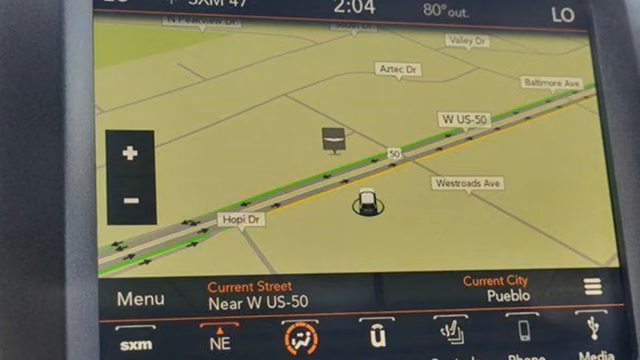 SXM 47
2:04
80° out.
LO
Valley Dr
Aztec Dr
Baltimore Ave
W US-50
50
Westroads Ave
Hopi Dr
+
-
Menu
Current Street
Near W US-50
Current City
Pueblo
sxm
NE
Phone
Media